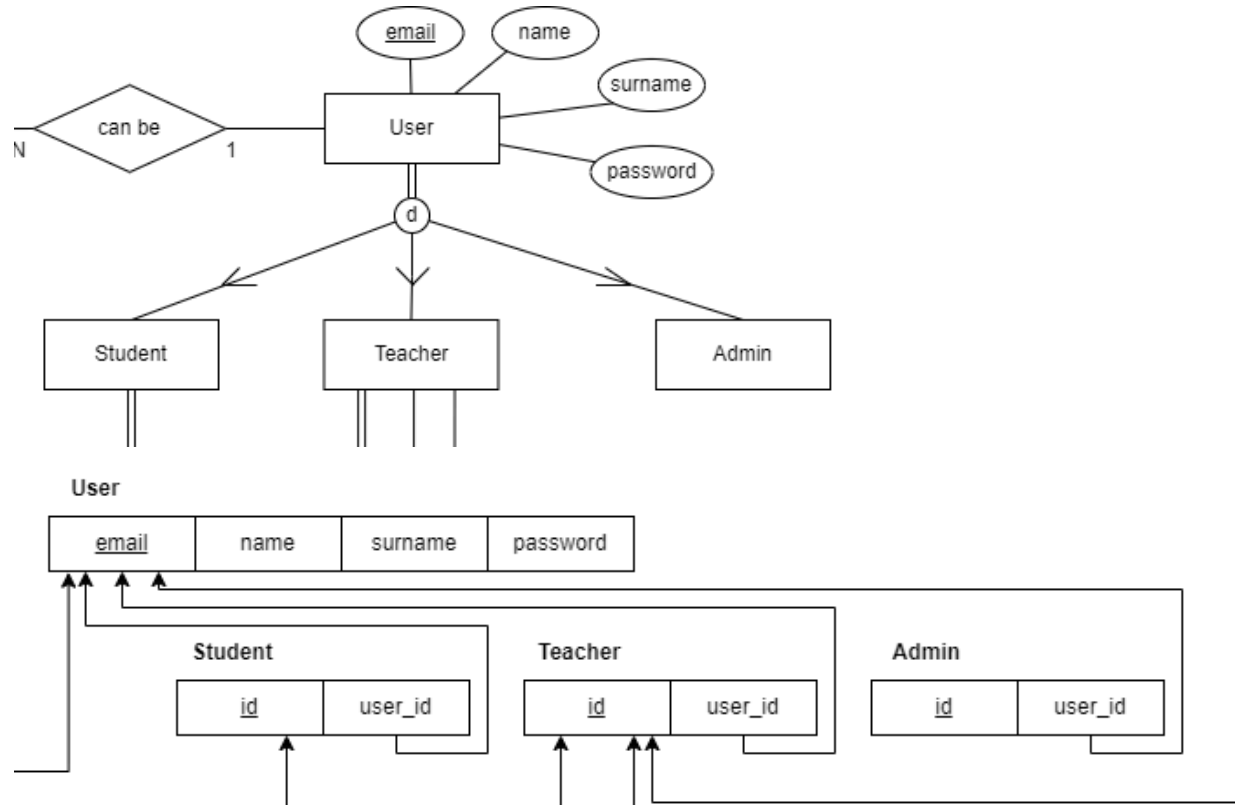 email name
surname
can be User
N 1
password
d
Student Teacher Admin
User
email name surname password
Student Teacher Admin
id user_id id user_id id user_id